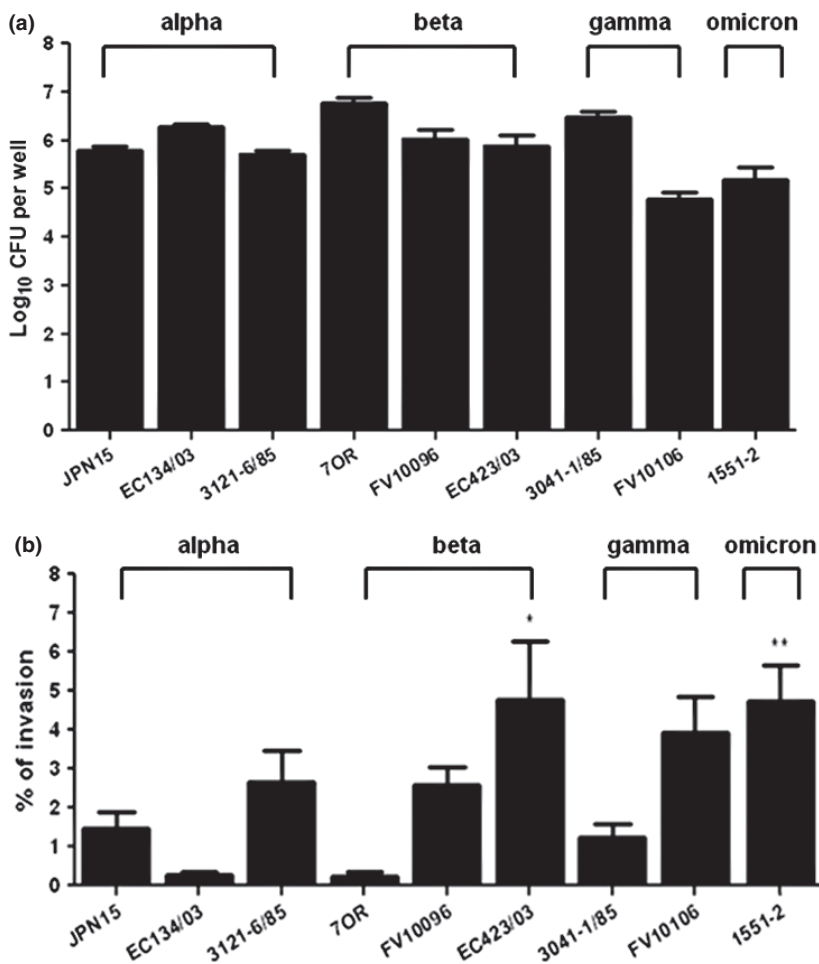 (a)
alpha beta gamma omicron
Log10 CFU per well
8
7
6
5
4
3
2
1
0
JPN15 EC134/03 3121-6/85 7OR FV10096 EC423/03 3041-1/85 FV10106 1551-2
(b)
alpha beta gamma omicron
% of invasion
8
7
6
5
4
3
2
1
0
* **
JPN15 EC134/03 3121-6/85 7OR FV10096 EC423/03 3041-1/85 FV10106 1551-2